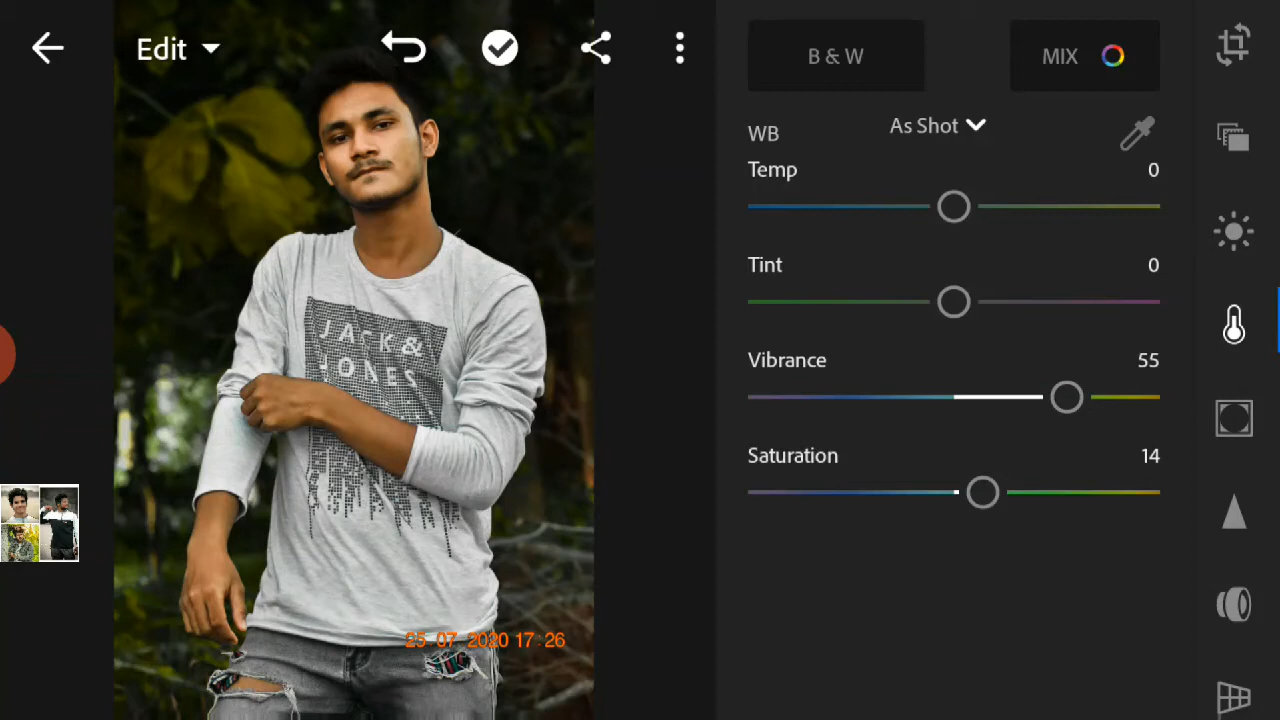 Edit
B & W
MIX
WB
As Shot
Temp
0
Tint
0
Vibrance
55
Saturation
14
JACK &
JONES
25 07 2020 17:26